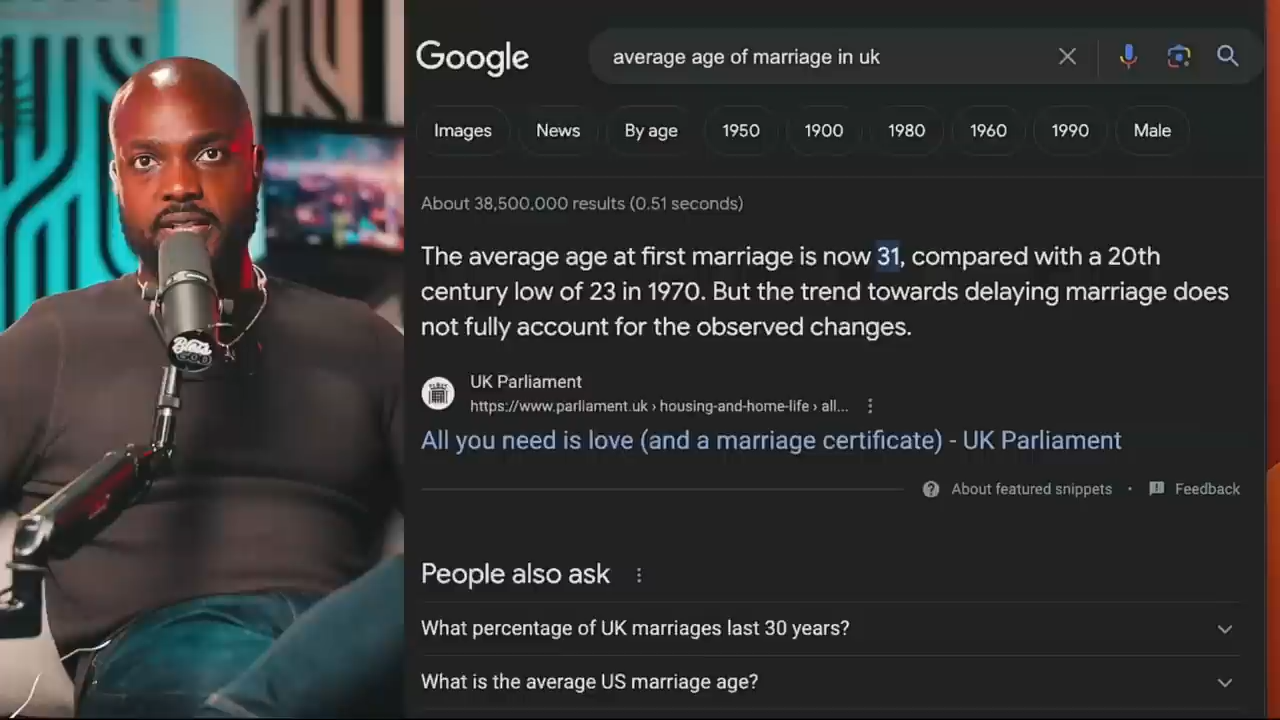 Google
average age of marriage in uk
Images
News
By age
1950
1900
1980
1960
1990
Male
About 38,500,000 results (0.51 seconds)
The average age at first marriage is now 31, compared with a 20th
century low of 23 in 1970. But the trend towards delaying marriage does
not fully account for the observed changes.
UK Parliament
https://www.parliament.uk › housing-and-home-life › all...
All you need is love (and a marriage certificate) - UK Parliament
About featured snippets • Feedback
People also ask
What percentage of UK marriages last 30 years?
What is the average US marriage age?